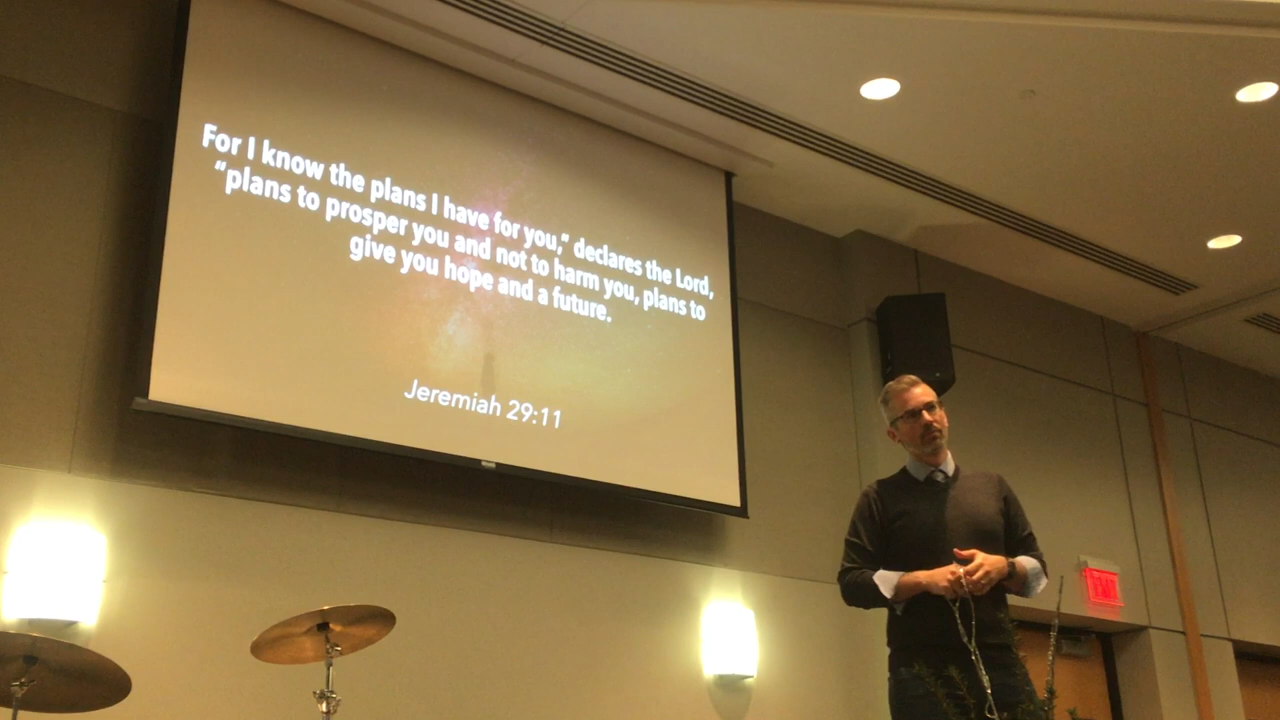 For I know the plans I have for you,” declares the Lord,
“plans to prosper you and not to harm you, plans to
give you hope and a future.
Jeremiah 29:11
EXIT